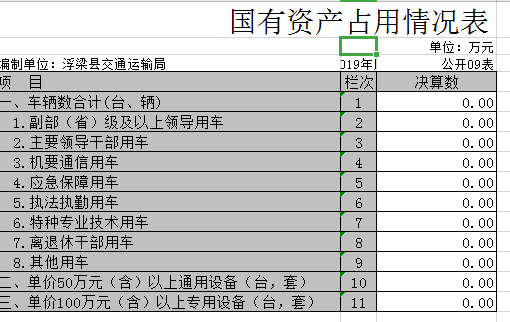 国有资产占用情况表
单位：万元
编制单位：浮梁县交通运输局 019年 公开09表
项 目 栏次 决算数
一、车辆数合计(台、辆) 1 0.00
1.副部（省）级及以上领导用车 2 0.00
2.主要领导干部用车 3 0.00
3.机要通信用车 4 0.00
4.应急保障用车 5 0.00
5.执法执勤用车 6 0.00
6.特种专业技术用车 7 0.00
7.离退休干部用车 8 0.00
8.其他用车 9 0.00
二、单价50万元（含）以上通用设备（台，套） 10 0.00
三、单价100万元（含）以上专用设备（台，套） 11 0.00